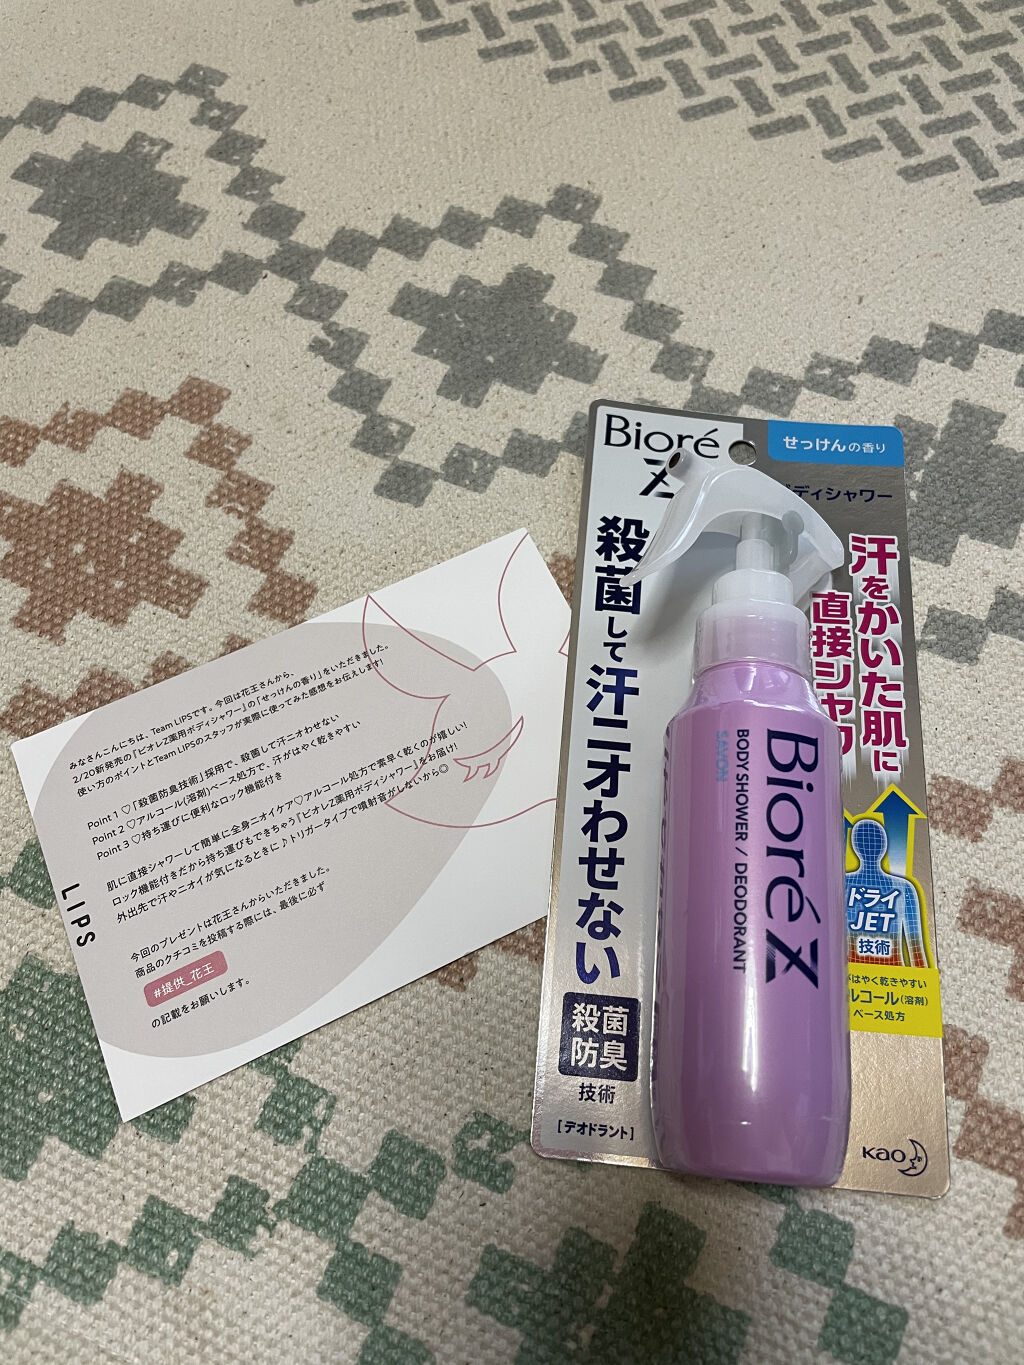 みなさんこんにちは、Team LIPSです。今回は花王さんから、
2/20新発売の『ビオレZ薬用ボディシャワー』の「せっけんの香り」をいただきました。
使い方のポイントとTeam LIPSのスタッフが実際に使ってみた感想をお伝えします!
Point 1 ♡「殺菌防臭技術」採用で、殺菌して汗ニオわせない
Point 2 ♡アルコール(溶剤)ベース処方で、汗がはやく乾きやすい
Point 3 ♡持ち運びに便利なロック機能付き
肌に直接シャワーして簡単に全身ニオイケア♡アルコール処方で素早く乾くのが嬉しい!
ロック機能付きだから持ち運びもできちゃう『ビオレZ薬用ボディシャワー』をお届け!
外出先で汗やニオイが気になるときに♪トリガータイプで噴射音がしないから◎
今回のプレゼントは花王さんからいただきました。
商品のクチコミを投稿する際には、最後に必ず
#提供_花王
の記載をお願いします。
LIPS
Bioré
Z
せっけんの香り
ボディシャワー
殺菌して汗ニオわせない
殺菌
防臭
技術
[デオドラント]
汗をかいた肌に
直接シャワ
ドライ
JET
技術
はやく乾きやすい
ルコール(溶剤)
ベース処方
Kao
Bioré Z
BODY SHOWER / DEODORANT
SAVON